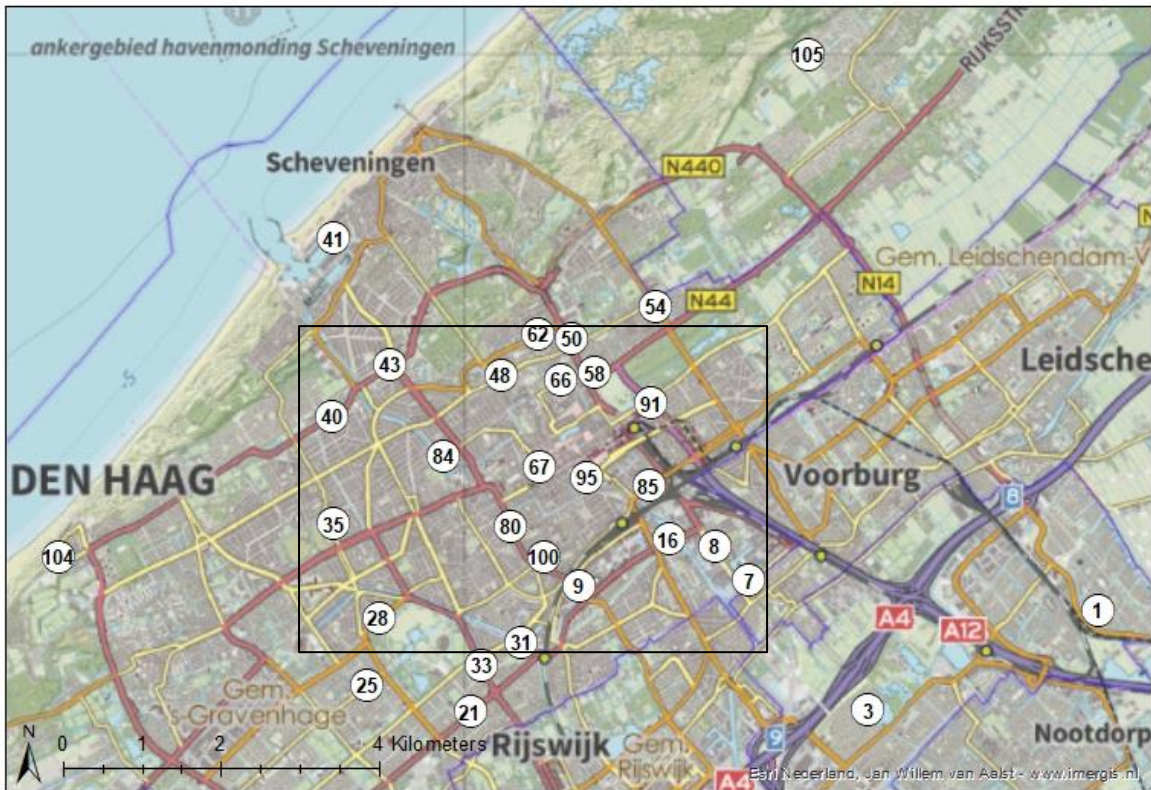 ankergebied havenmonding Scheveningen
105
RIJKSSTR
Scheveningen
N440
41
Gem. Leidschendam-V
N14
54
N44
62
50
Leidsche
43
48
66
58
40
91
84
67
DEN HAAG
95
85
Voorburg
8
35
80
16
8
104
100
9
7
28
A4
A12
1
31
33
25
Gem.
's-Gravenhage
21
3
N
0 1 2 4 Kilometers
Rijswijk
Gem.
Rijswijk
9
Nootdorp
A4
Esri Nederland, Jan Willem van Aalst - www.imergis.nl